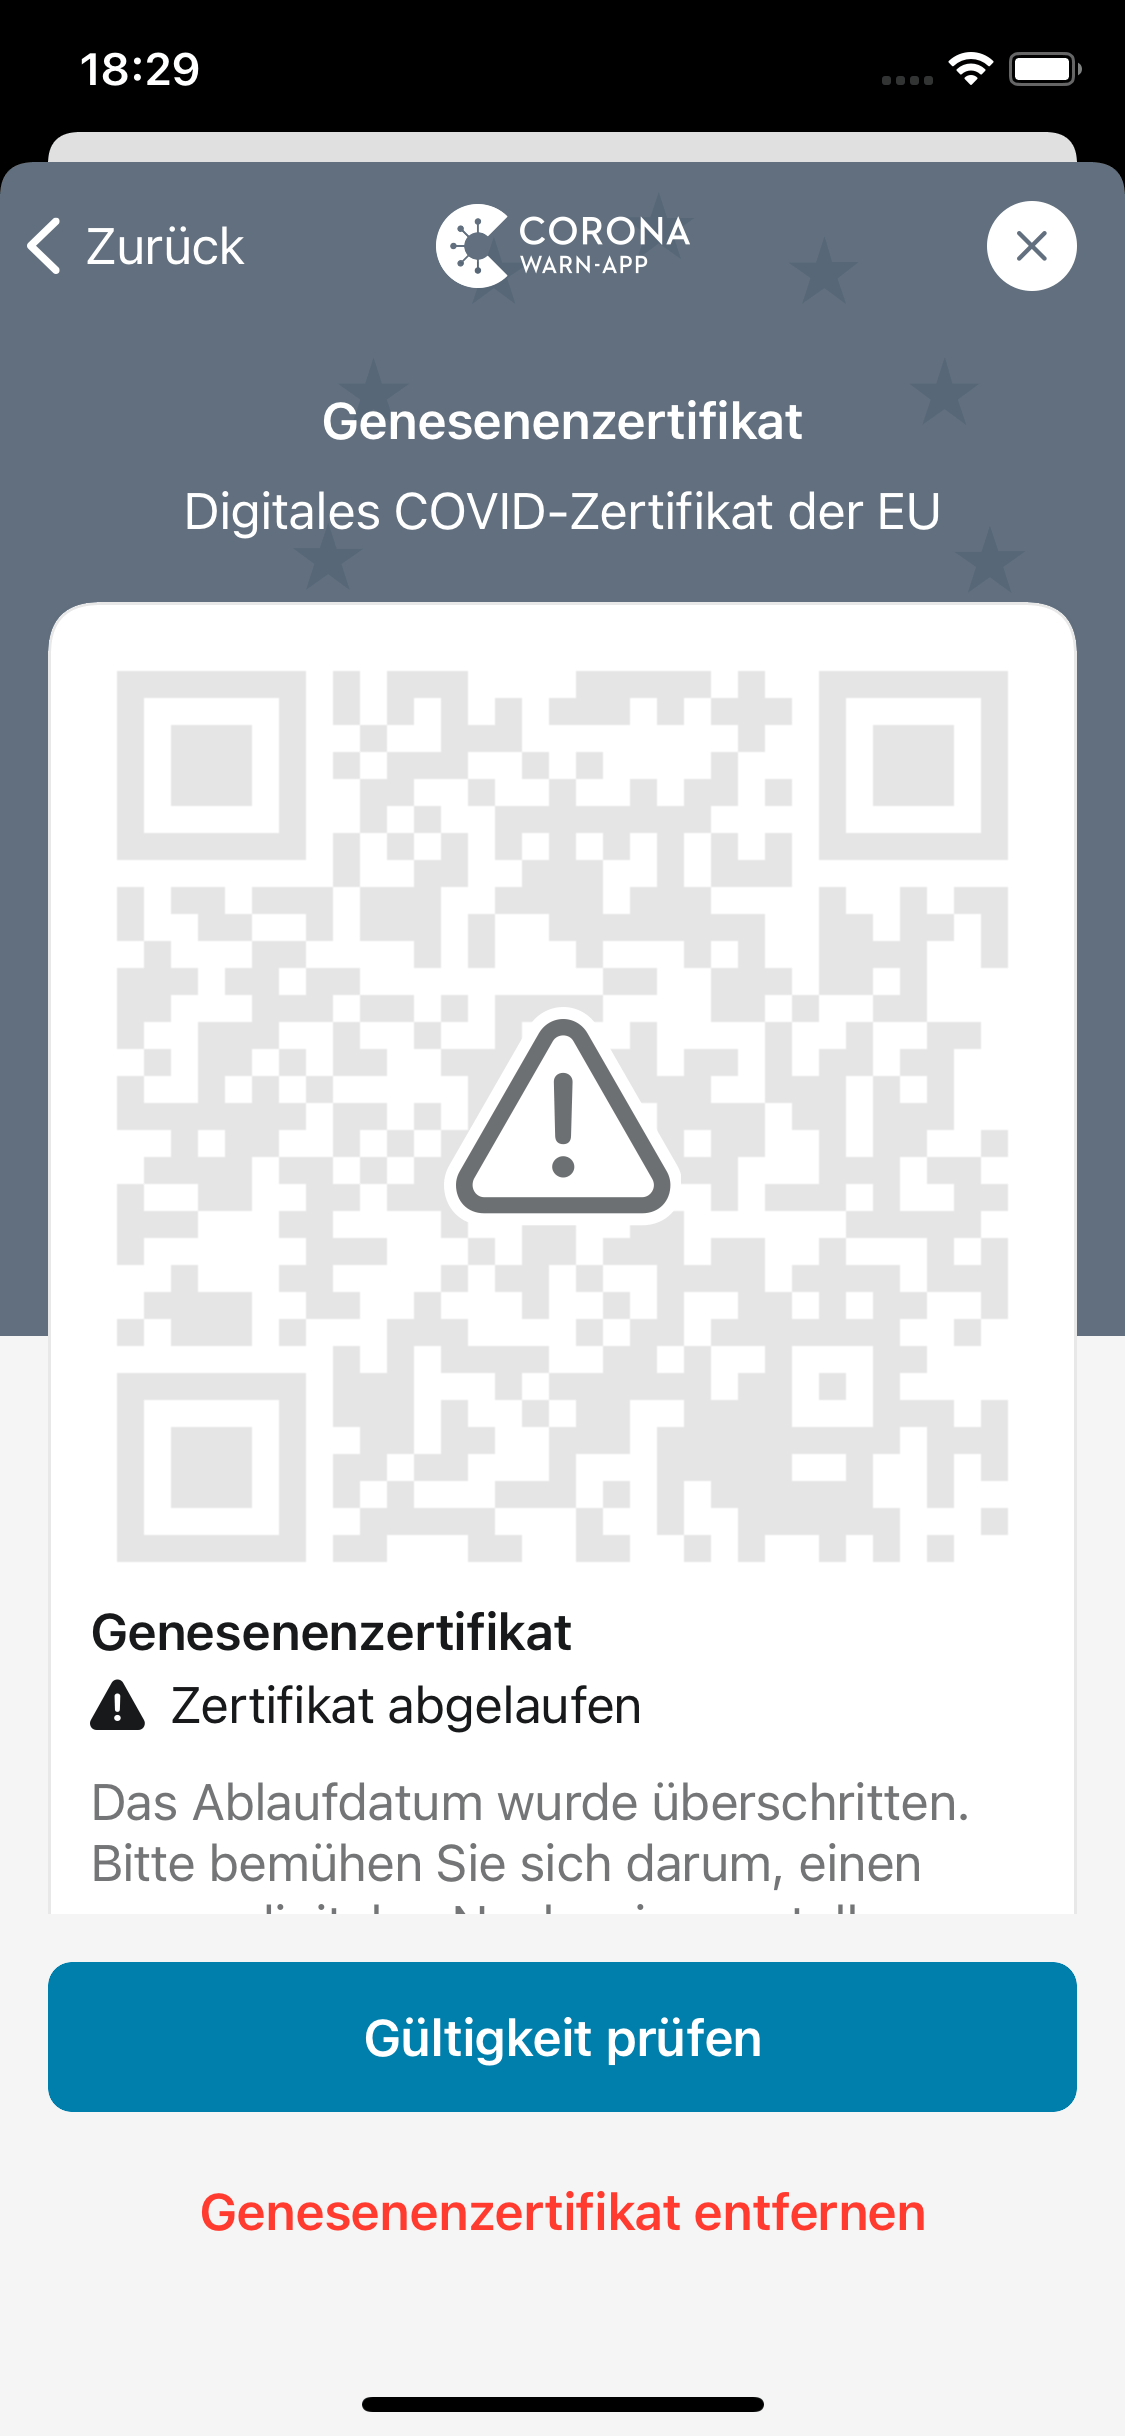 18:29
Zurück
CORONA
WARN-APP
Genesenenzertifikat
Digitales COVID-Zertifikat der EU
Genesenenzertifikat
Zertifikat abgelaufen
Das Ablaufdatum wurde überschritten.
Bitte bemühen Sie sich darum, einen
Gültigkeit prüfen
Genesenenzertifikat entfernen